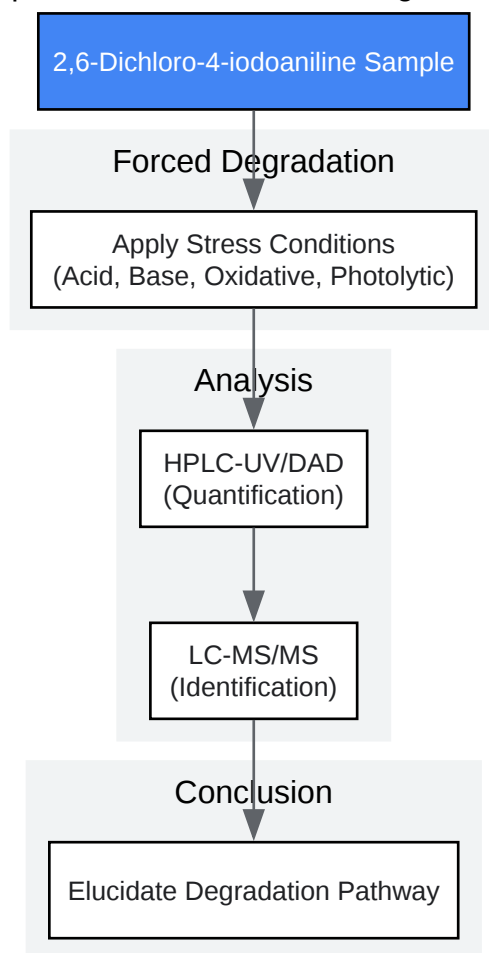 2,6-Dichloro-4-iodoaniline Sample
Forced Degradation
Apply Stress Conditions
(Acid, Base, Oxidative, Photolytic)
Analysis
HPLC-UV/DAD
(Quantification)
LC-MS/MS
(Identification)
Conclusion
Elucidate Degradation Pathway